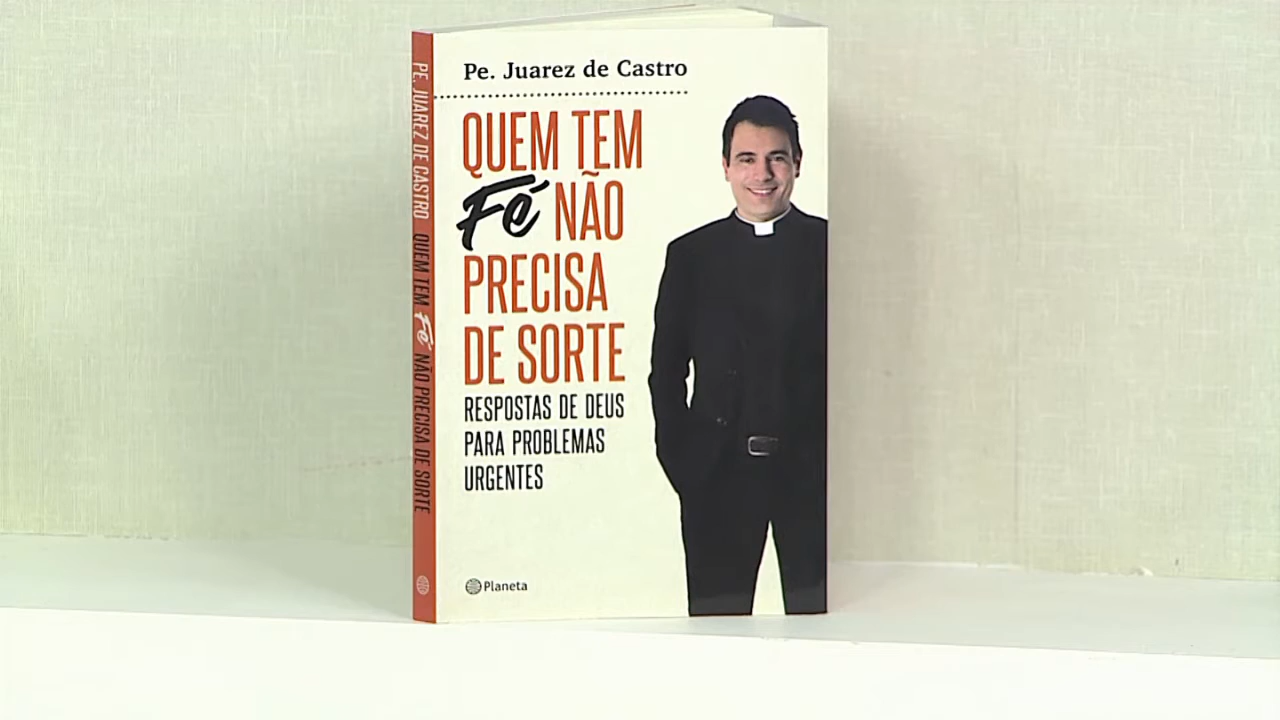 Pe. Juarez de Castro
QUEM TEM
Fé NÃO
PRECISA
DE SORTE
RESPOSTAS DE DEUS
PARA PROBLEMAS
URGENTES
Planeta
PE. JUAREZ DE CASTRO QUEM TEM Fé NÃO PRECISA DE SORTE